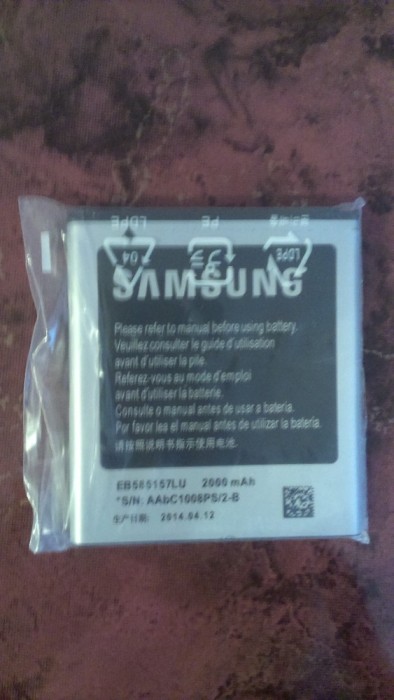 LDPE
PE
04
LDPE
SAMSUNG
Please refer to manual before using battery.
Veuillez consulter le guide d'utilisation
avant d'utiliser la pile.
Referez-vous au mode d'emploi
avant d'utiliser la batterie.
Consulte o manual antes de usar a bateria.
Por favor lea el manual antes de utilizar la bateria.
请按照说明书指示使用电池.
EB585157LU 2000 mAh
*S/N: AAbC1008PS/2-B
生产日期: 2014.04.12